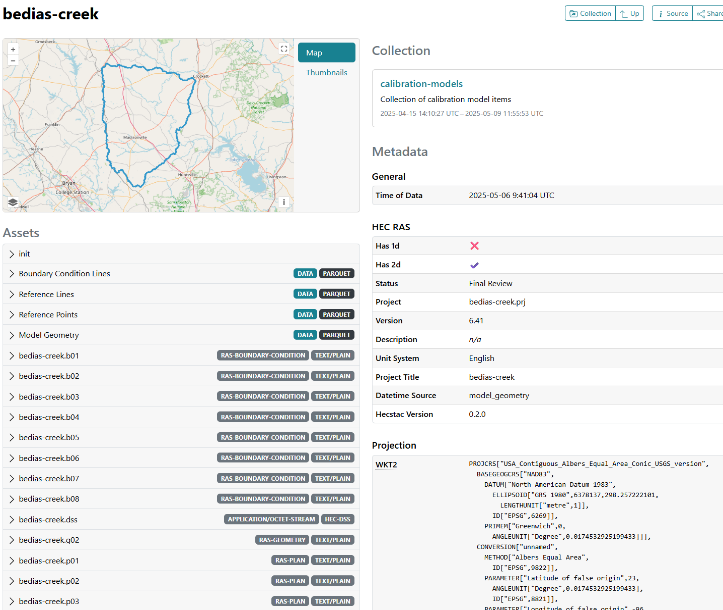 bedias-creek
Collection
Up
Source
Share
+
−
Map
Thumbnails
Crockett
Franklin
Madisonville
Bryan
College Station
Huntsville
Collection
calibration-models
Collection of calibration model items
2025-04-15 14:10:27 UTC – 2025-05-09 11:55:53 UTC
Metadata
General
Time of Data 2025-05-06 9:41:04 UTC
HEC RAS
Has 1d ❌
Has 2d ✔
Status Final Review
Project bedias-creek.prj
Version 6.41
Description n/a
Unit System English
Project Title bedias-creek
Datetime Source model_geometry
Hecstac Version 0.2.0
Projection
WKT2 PROJCRS["USA_Contiguous_Albers_Equal_Area_Conic_USGS_version",
BASEGEOGCRS["NAD83",
DATUM["North American Datum 1983",
ELLIPSOID["GRS 1980",6378137,298.257222101,
LENGTHUNIT["metre",1]],
ID["EPSG",6269]],
PRIMEM["Greenwich",0,
ANGLEUNIT["Degree",0.0174532925199433]]],
CONVERSION["unnamed",
METHOD["Albers Equal Area",
ID["EPSG",9822]],
PARAMETER["Latitude of false origin",23,
ANGLEUNIT["Degree",0.0174532925199433],
ID["EPSG",8821]],
PARAMETER["Longitude of false origin",-96,
Assets
init
Boundary Condition Lines DATA PARQUET
Reference Lines DATA PARQUET
Reference Points DATA PARQUET
Model Geometry DATA PARQUET
bedias-creek.b01 RAS-BOUNDARY-CONDITION TEXT/PLAIN
bedias-creek.b02 RAS-BOUNDARY-CONDITION TEXT/PLAIN
bedias-creek.b03 RAS-BOUNDARY-CONDITION TEXT/PLAIN
bedias-creek.b04 RAS-BOUNDARY-CONDITION TEXT/PLAIN
bedias-creek.b05 RAS-BOUNDARY-CONDITION TEXT/PLAIN
bedias-creek.b06 RAS-BOUNDARY-CONDITION TEXT/PLAIN
bedias-creek.b07 RAS-BOUNDARY-CONDITION TEXT/PLAIN
bedias-creek.b08 RAS-BOUNDARY-CONDITION TEXT/PLAIN
bedias-creek.dss APPLICATION/OCTET-STREAM HEC-DSS
bedias-creek.g02 RAS-GEOMETRY TEXT/PLAIN
bedias-creek.p01 RAS-PLAN TEXT/PLAIN
bedias-creek.p02 RAS-PLAN TEXT/PLAIN
bedias-creek.p03 RAS-PLAN TEXT/PLAIN